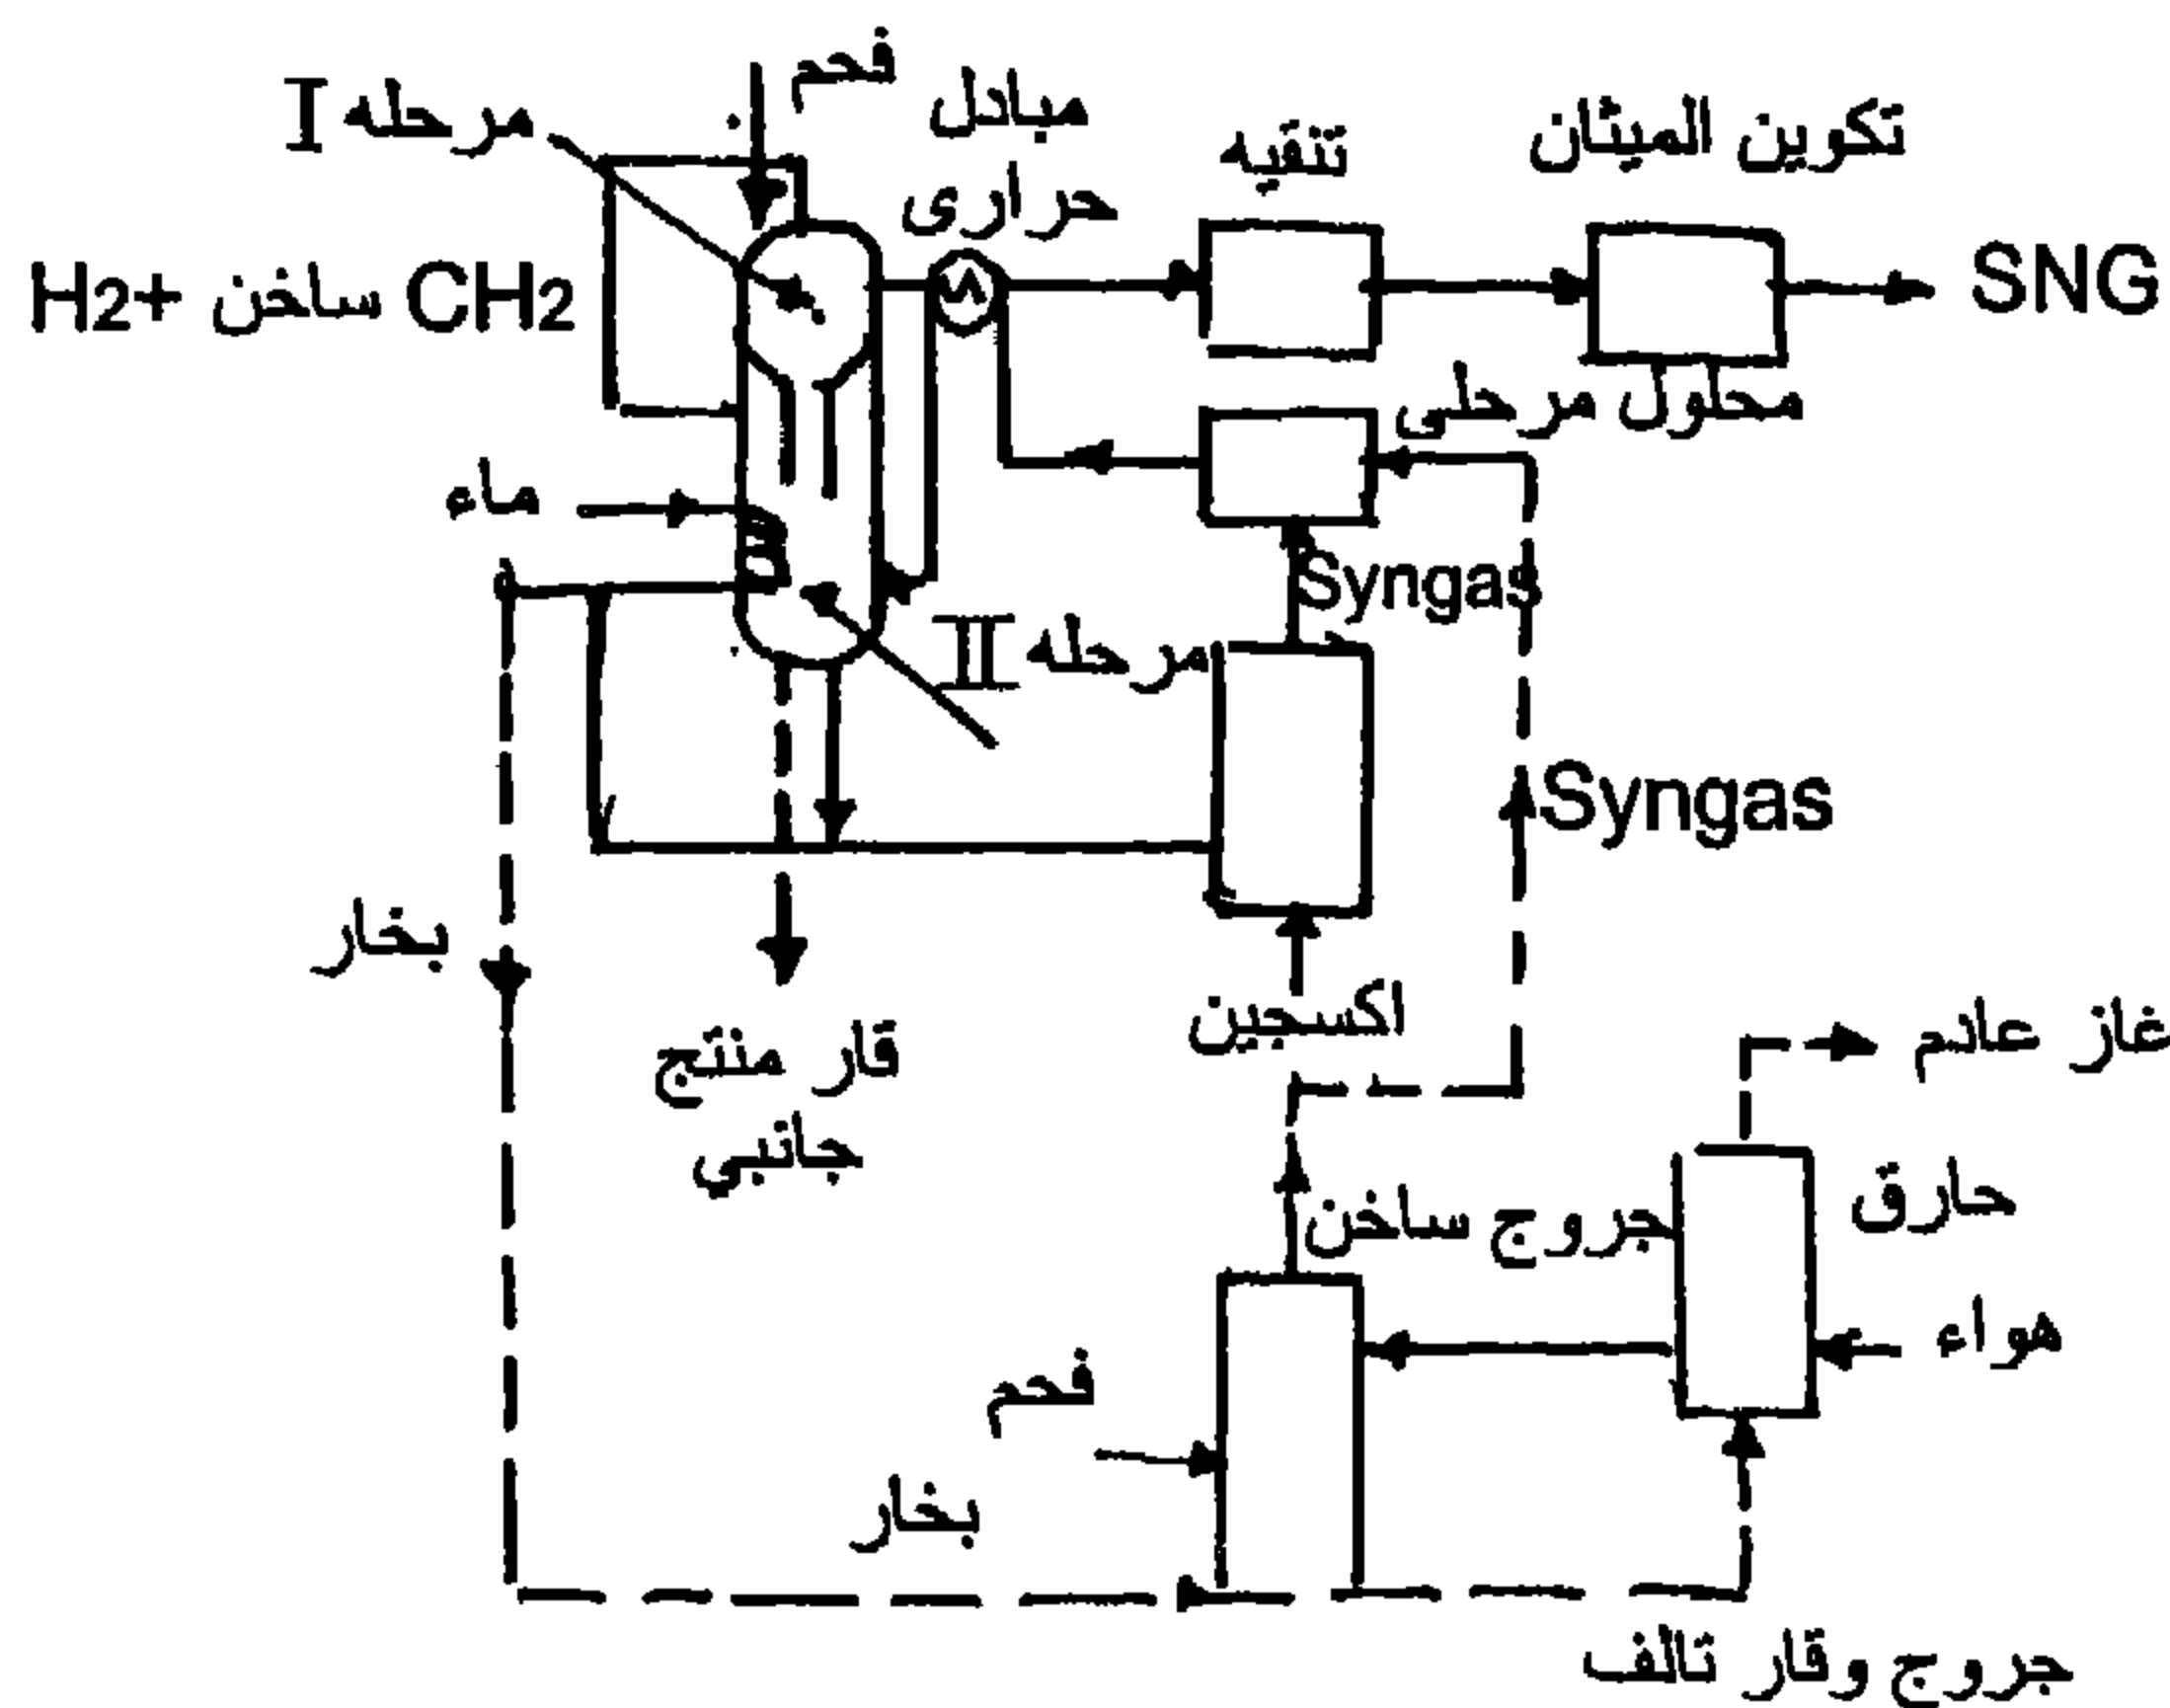 فحم
مرحله I
مبادل
حرارى
تنقيه
تكوين الميثان
H2+ ساخن CH2
SNG
محلول مرحلى
ماء
Syngas
مرحله II
Syngas
بخار
اكسجين
قار منتج
جانبي
غاز عادم
حارق
جروج ساخن
هواء
فحم
بخار
جروج وقار تالف